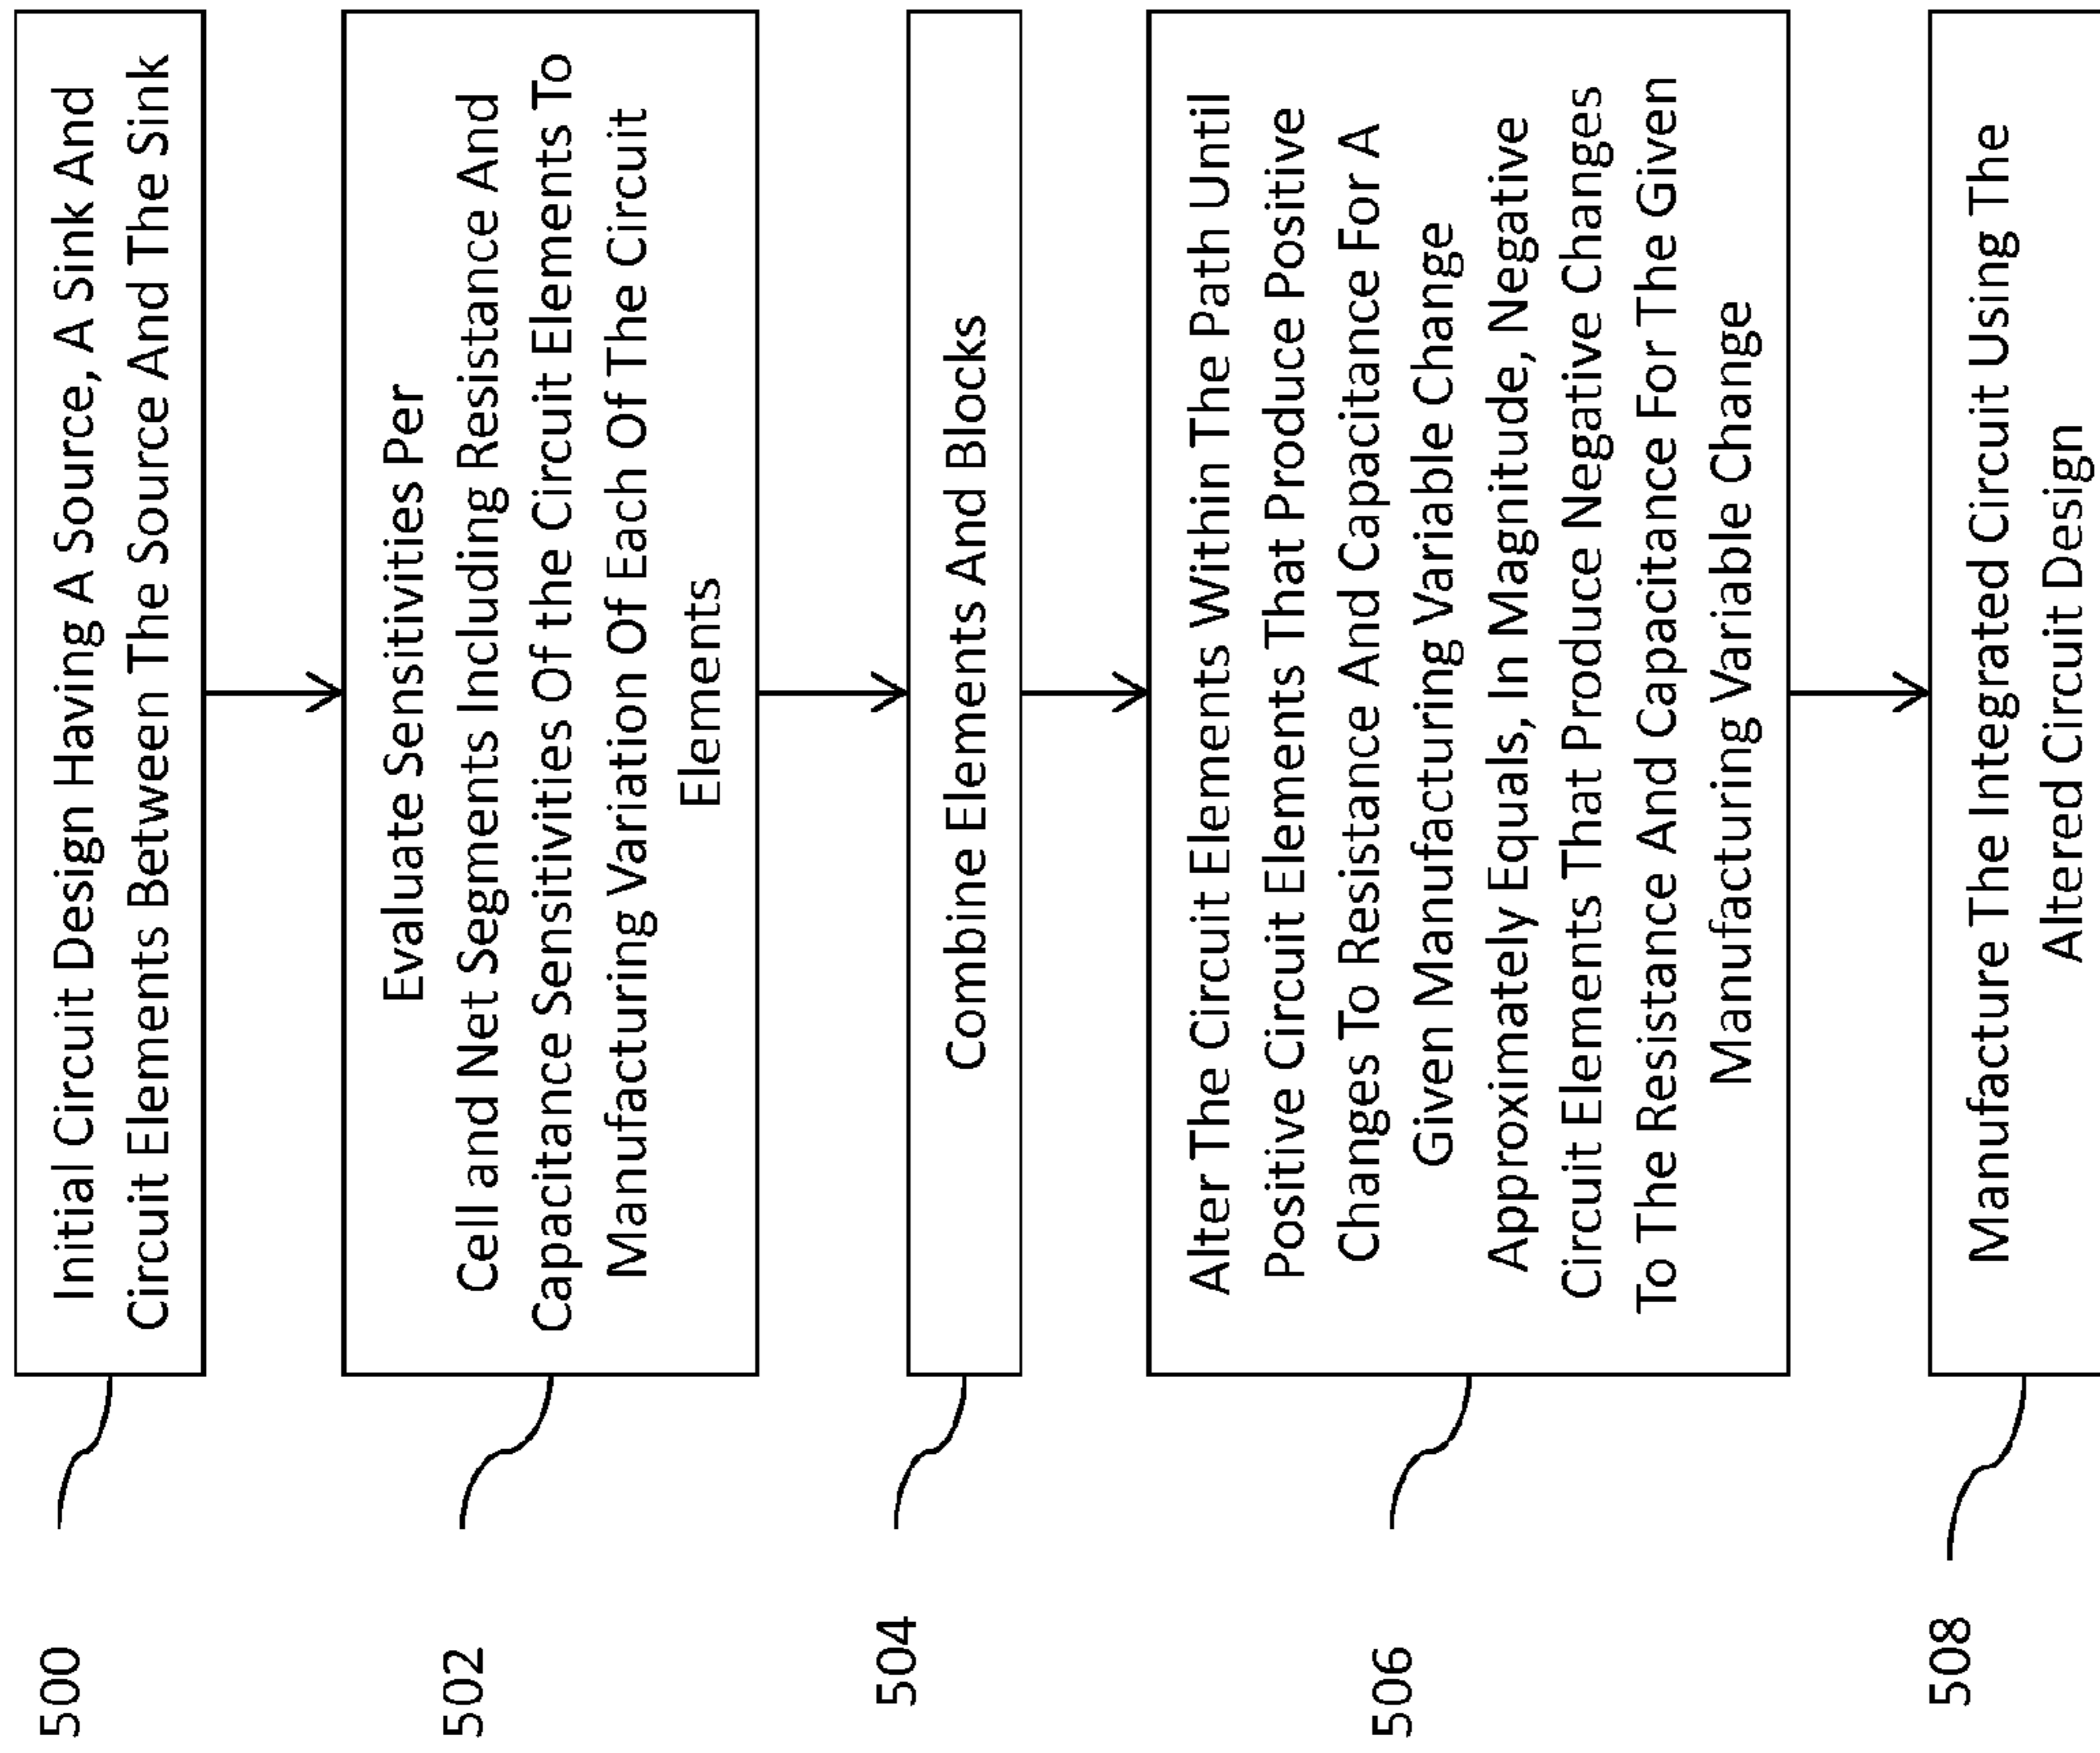 500
Initial Circuit Design Having A Source, A Sink And
Circuit Elements Between The Source And The Sink
502
Evaluate Sensitivities Per
Cell and Net Segments Including Resistance And
Capacitance Sensitivities Of the Circuit Elements To
Manufacturing Variation Of Each Of The Circuit
Elements
504
Combine Elements And Blocks
506
Alter The Circuit Elements Within The Path Until
Positive Circuit Elements That Produce Positive
Changes To Resistance And Capacitance For A
Given Manufacturing Variable Change
Approximately Equals, In Magnitude, Negative
Circuit Elements That Produce Negative Changes
To The Resistance And Capacitance For The Given
Manufacturing Variable Change
508
Manufacture The Integrated Circuit Using The
Altered Circuit Design